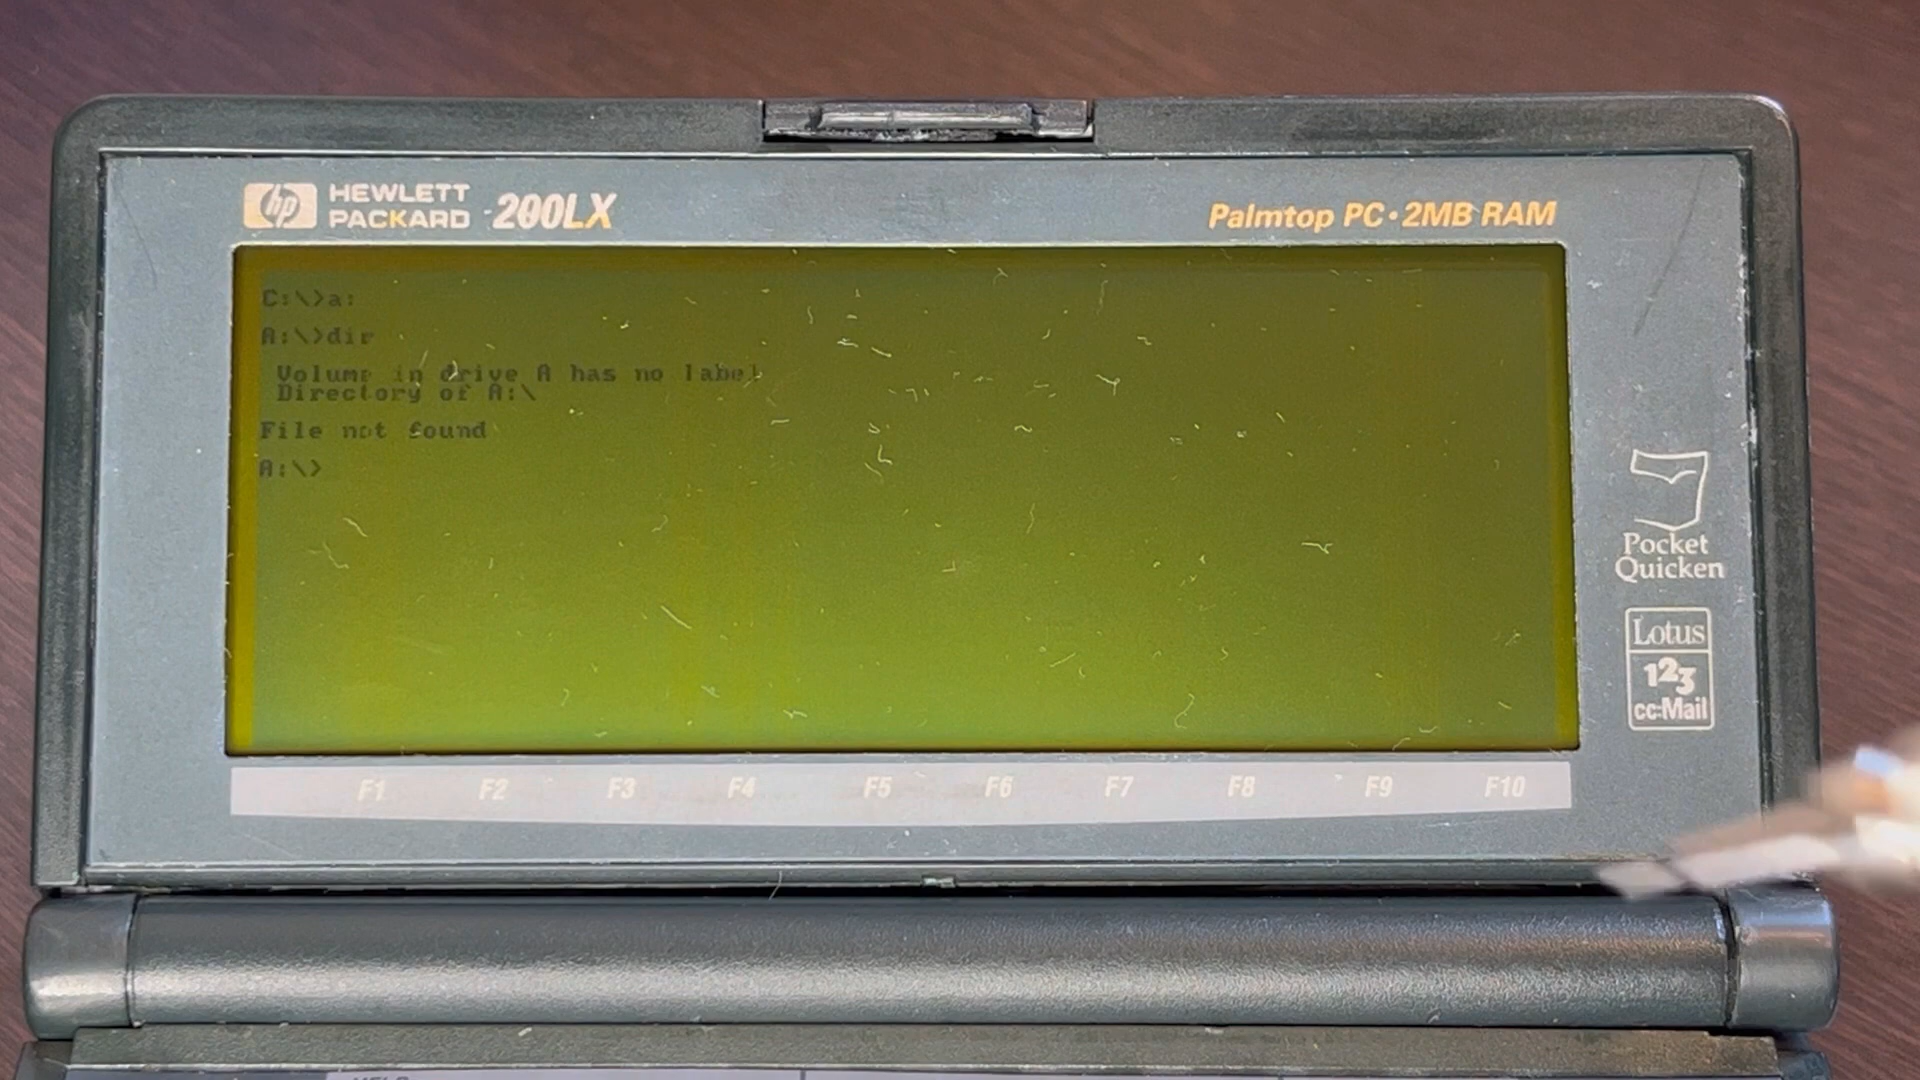 hp HEWLETT PACKARD 200LX
Palmtop PC•2MB RAM
C:\>a:
A:\>dir
Volume in drive A has no label
Directory of A:\
File not found
A:\>
Pocket
Quicken
Lotus
123
cc:Mail
F1 F2 F3 F4 F5 F6 F7 F8 F9 F10